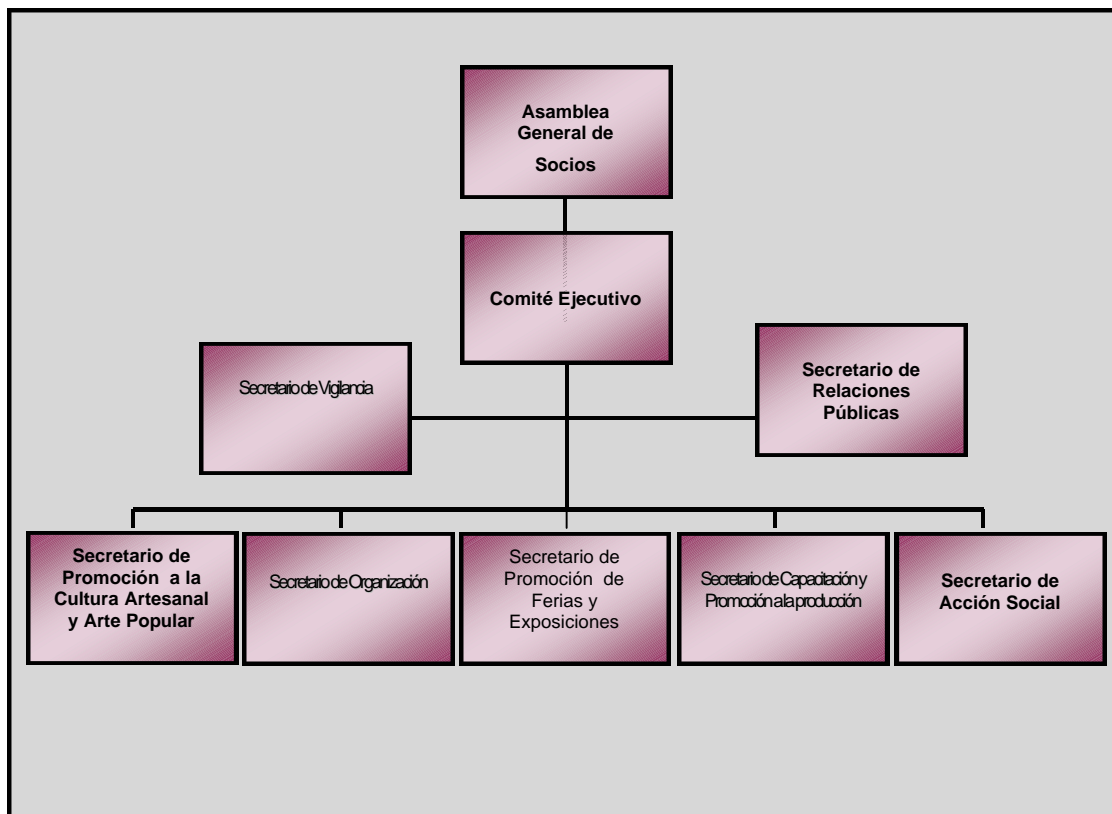 Asamblea
General de
Socios
Comité Ejecutivo
Secretario de Vigilancia
Secretario de
Relaciones
Públicas
Secretario de
Promoción a la
Cultura Artesanal
y Arte Popular
Secretario de Organización
Secretario de
Promoción de
Ferias y
Exposiciones
Secretario de Capacitación y
Promoción a la producción
Secretario de
Acción Social